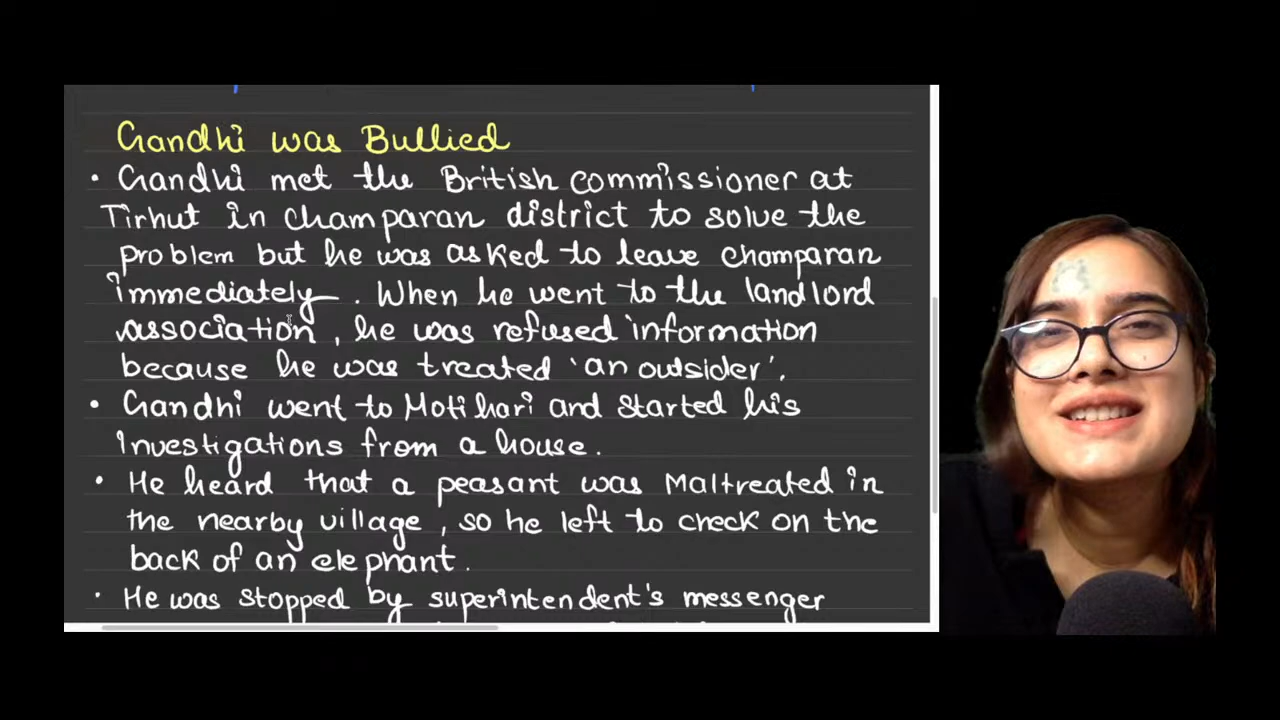 Gandhi was Bullied
• Gandhi met the British commissioner at
Tirhut in champaran district to solve the
problem but he was asked to leave champaran
immediately. When he went to the landlord
association, he was refused information
because he was treated 'an outsider'.
• Gandhi went to Motihari and started his
investigations from a house.
• He heard that a peasant was Maltreated in
the nearby village, so he left to check on the
back of an elephant.
• He was stopped by superintendent's messenger